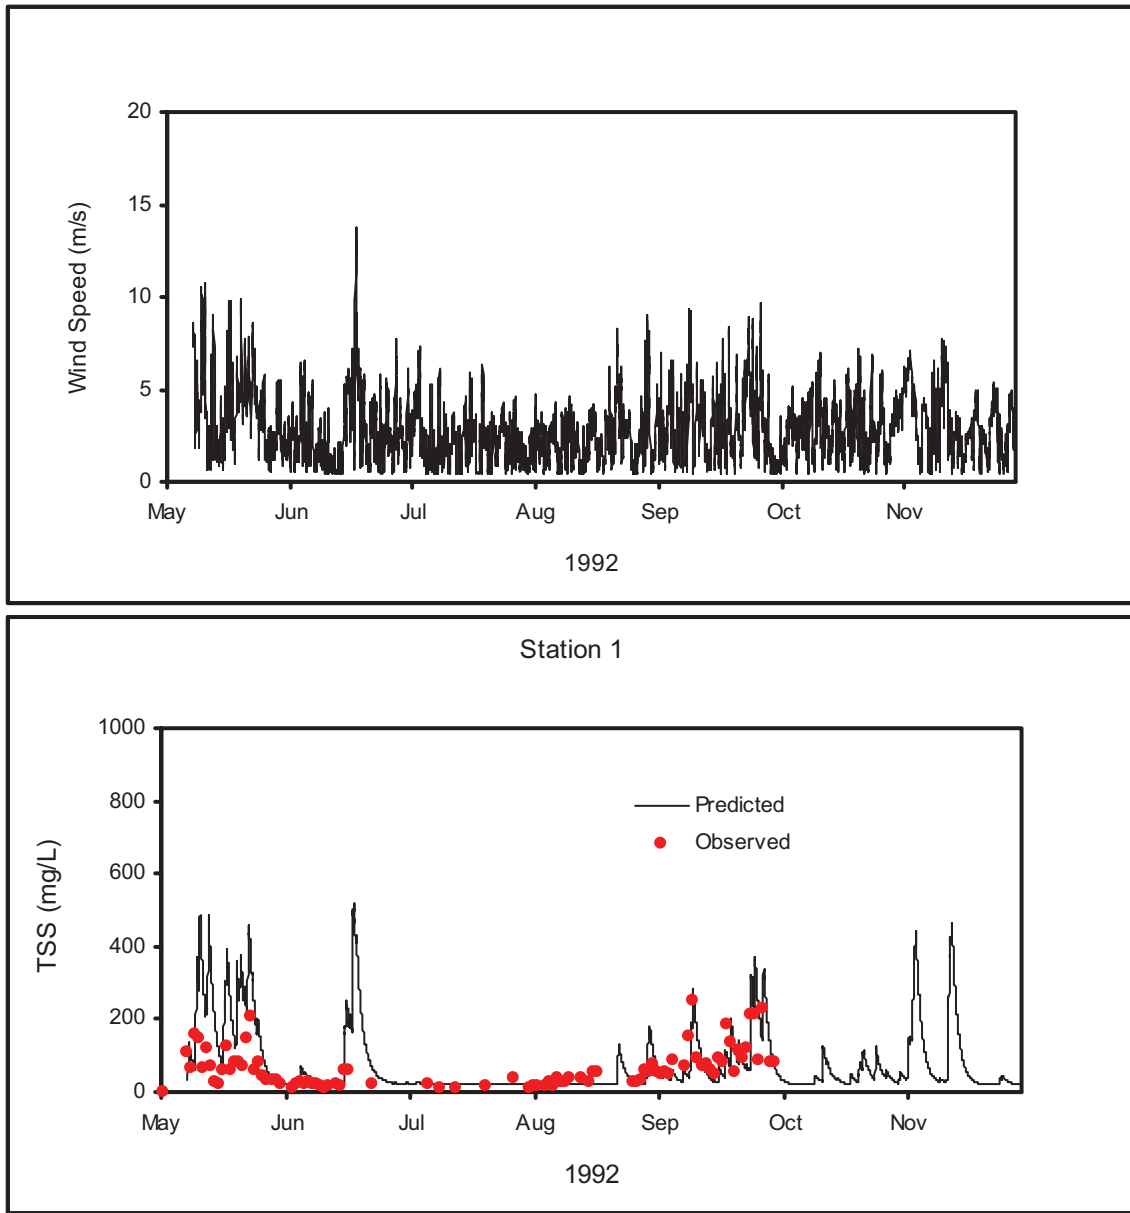 20
15
10
5
0
Wind Speed (m/s)
May Jun Jul Aug Sep Oct Nov
1992
Station 1
1000
800
600
400
200
0
TSS (mg/L)
Predicted
Observed
May Jun Jul Aug Sep Oct Nov
1992